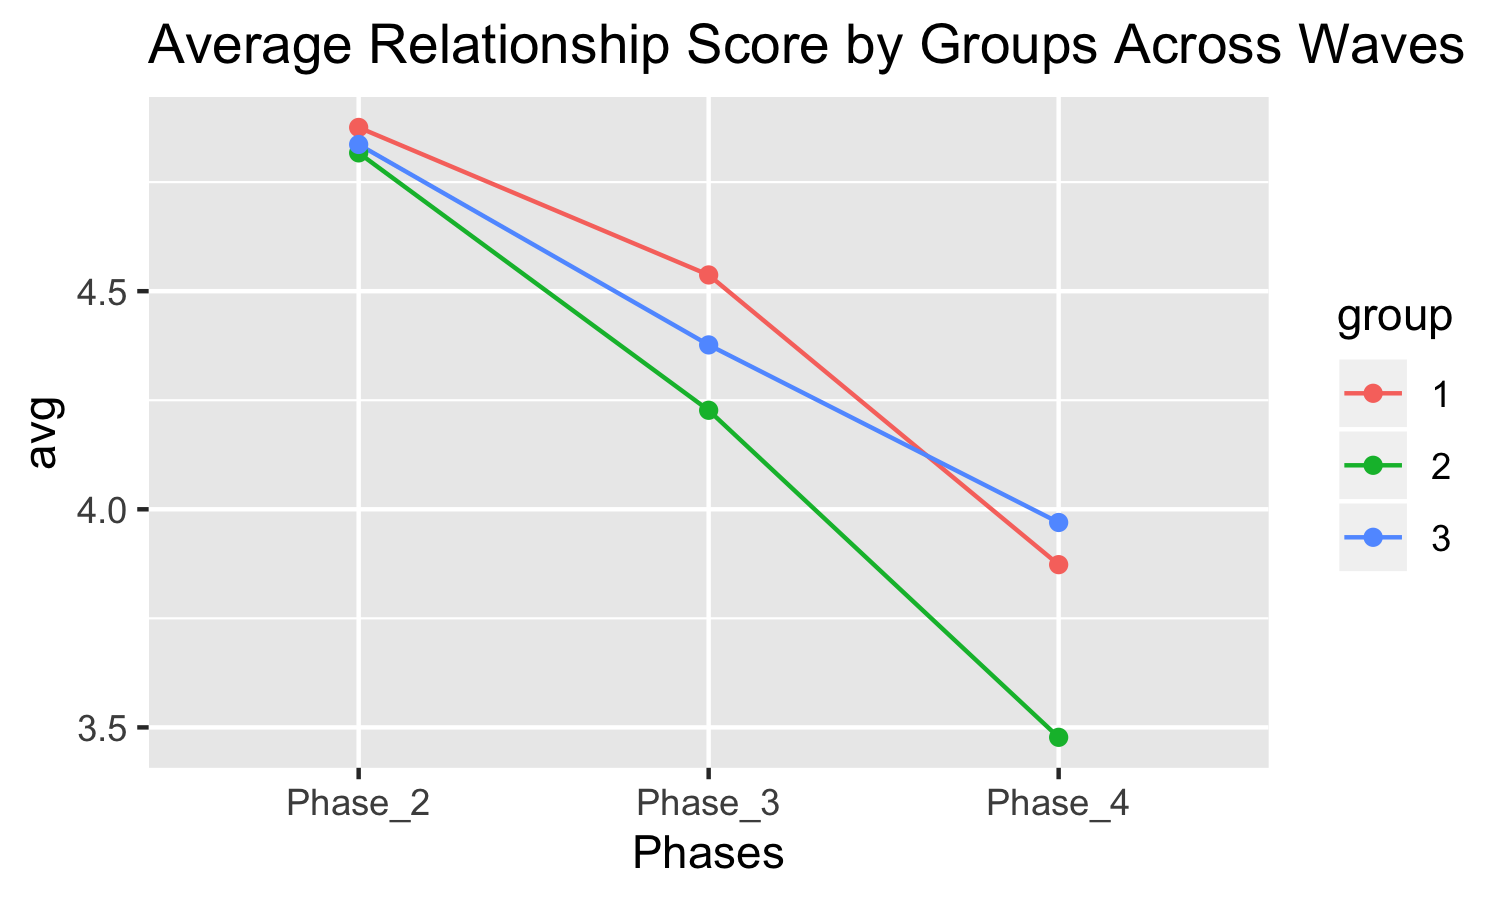 Average Relationship Score by Groups Across Waves
avg
4.5
4.0
3.5
Phase_2 Phase_3 Phase_4
Phases
group
1
2
3